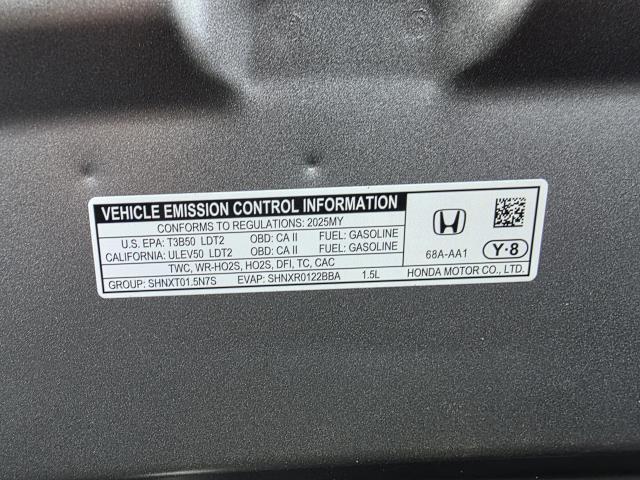 VEHICLE EMISSION CONTROL INFORMATION
CONFORMS TO REGULATIONS: 2025MY
U.S. EPA: T3B50 LDT2 OBD: CA II FUEL: GASOLINE
CALIFORNIA: ULEV50 LDT2 OBD: CA II FUEL: GASOLINE
TWC, WR-HO2S, HO2S, DFI, TC, CAC
GROUP: SHNXT01.5N7S EVAP: SHNXR0122BBA 1.5L
68A-AA1 Y-8
HONDA MOTOR CO., LTD.